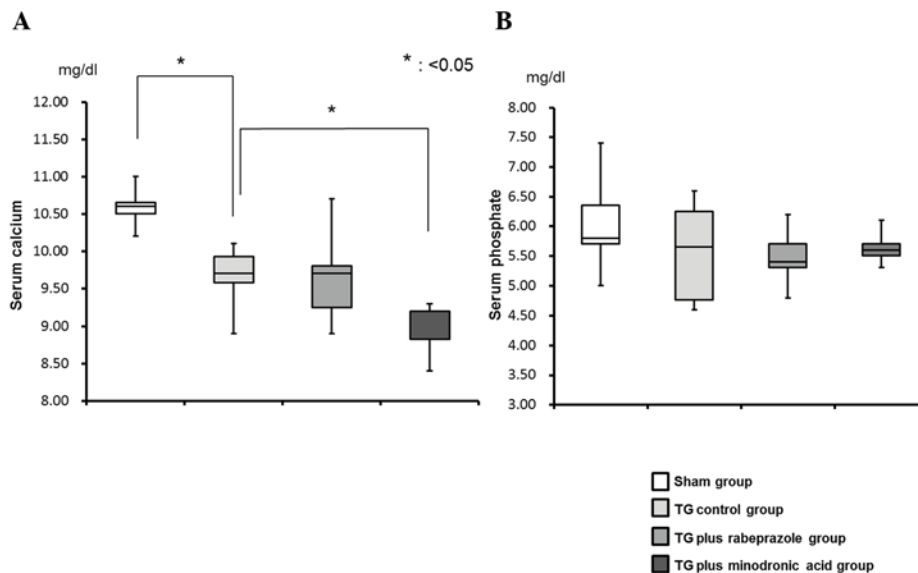 A
mg/dl
*
* : <0.05
*
12.00
11.00
10.50
10.00
9.50
9.00
8.50
8.00
Serum calcium
B
mg/dl
8.00
7.50
7.00
6.50
6.00
5.50
5.00
4.50
4.00
3.50
3.00
Serum phosphate
Sham group
TG control group
TG plus rabeprazole group
TG plus minodronic acid group